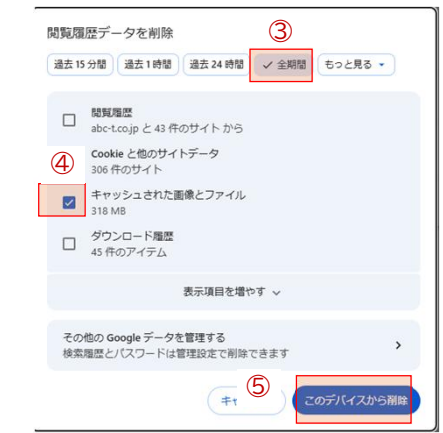 閲覧履歴データを削除
③
過去 15 分間 過去 1 時間 過去 24 時間 ✓ 全期間 もっと見る
閲覧履歴
abc-t.co.jp と 43 件のサイト から
④
Cookie と他のサイトデータ
306 件のサイト
キャッシュされた画像とファイル
318 MB
ダウンロード履歴
45 件のアイテム
表示項目を増やす
その他の Google データを管理する
検索履歴とパスワードは管理設定で削除できます
⑤
キャ このデバイスから削除